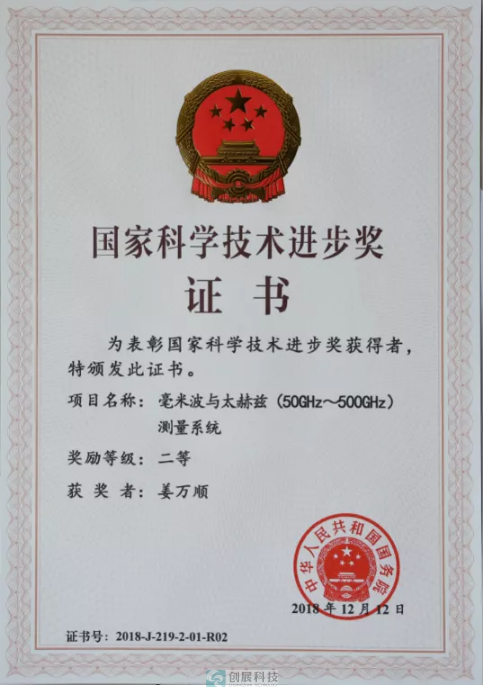 国家科学技术进步奖
证书
为表彰国家科学技术进步奖获得者，
特颁发此证书。
项目名称：毫米波与太赫兹（50GHz～500GHz）
测量系统
奖励等级：二等
获奖者：姜万顺
中华人民共和国国务院
2018年12月12日
证书号：2018-J-219-2-01-R02
创展科技